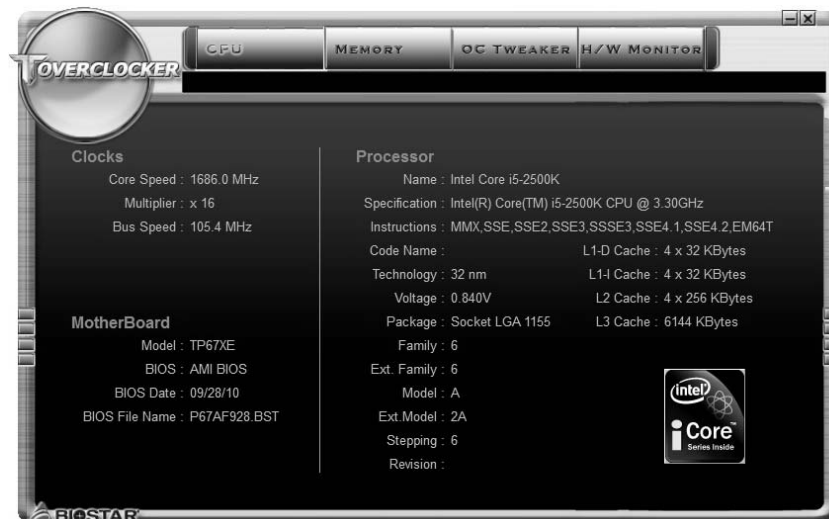 TOVERCLOCKER
CPU
MEMORY
OC TWEAKER
H/W MONITOR
Clocks
Core Speed : 1686.0 MHz
Multiplier : x 16
Bus Speed : 105.4 MHz
MotherBoard
Model : TP67XE
BIOS : AMI BIOS
BIOS Date : 09/28/10
BIOS File Name : P67AF928.BST
Processor
Name : Intel Core i5-2500K
Specification : Intel(R) Core(TM) i5-2500K CPU @ 3.30GHz
Instructions : MMX,SSE,SSE2,SSE3,SSSE3,SSE4.1,SSE4.2,EM64T
Code Name : L1-D Cache : 4 x 32 KBytes
Technology : 32 nm L1-I Cache : 4 x 32 KBytes
Voltage : 0.840V L2 Cache : 4 x 256 KBytes
Package : Socket LGA 1155 L3 Cache : 6144 KBytes
Family : 6
Ext. Family : 6
Model : A
Ext.Model : 2A
Stepping : 6
Revision :
intel
Core i
Series Inside
BIOSTAR